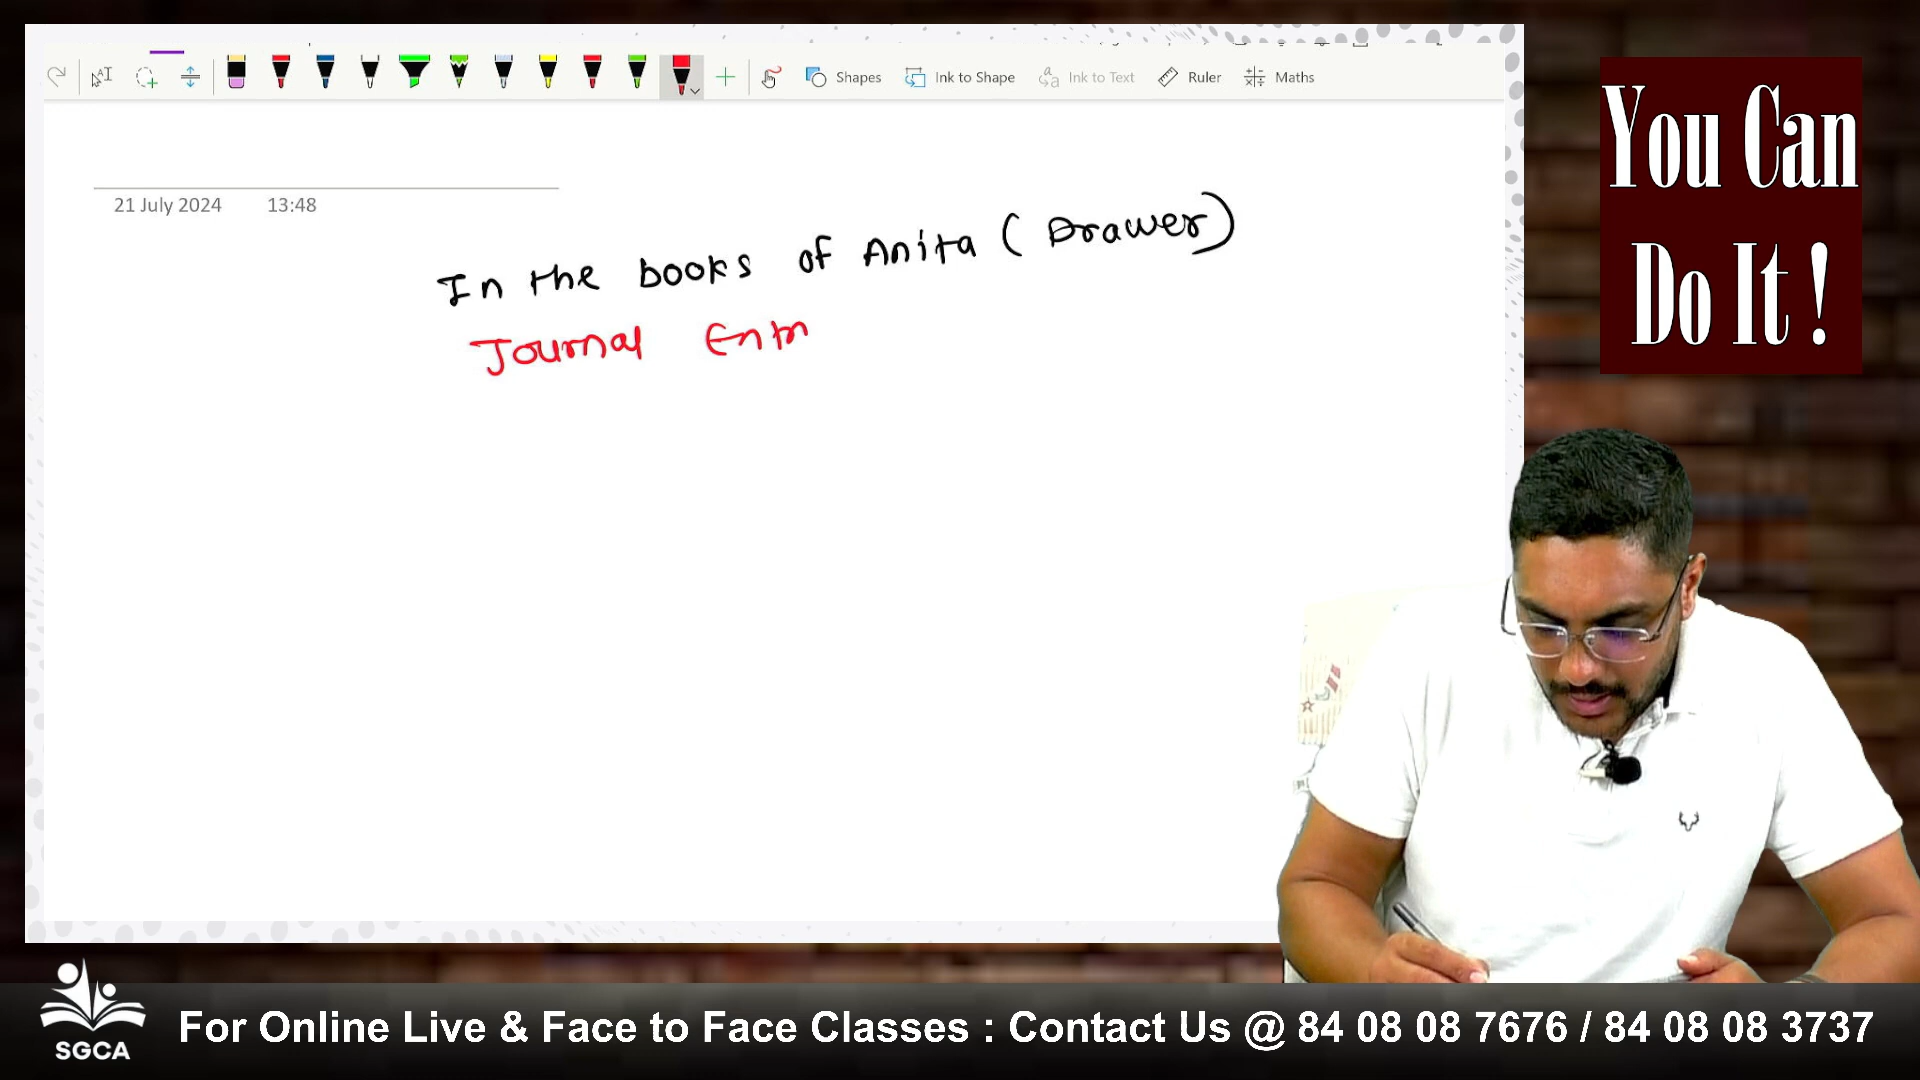 Shapes Ink to Shape Ink to Text Ruler Maths
You Can
Do It !
21 July 2024 13:48
In the books of Anita (Drawer)
Journal Entr
SGCA
For Online Live & Face to Face Classes : Contact Us @ 84 08 08 7676 / 84 08 08 3737